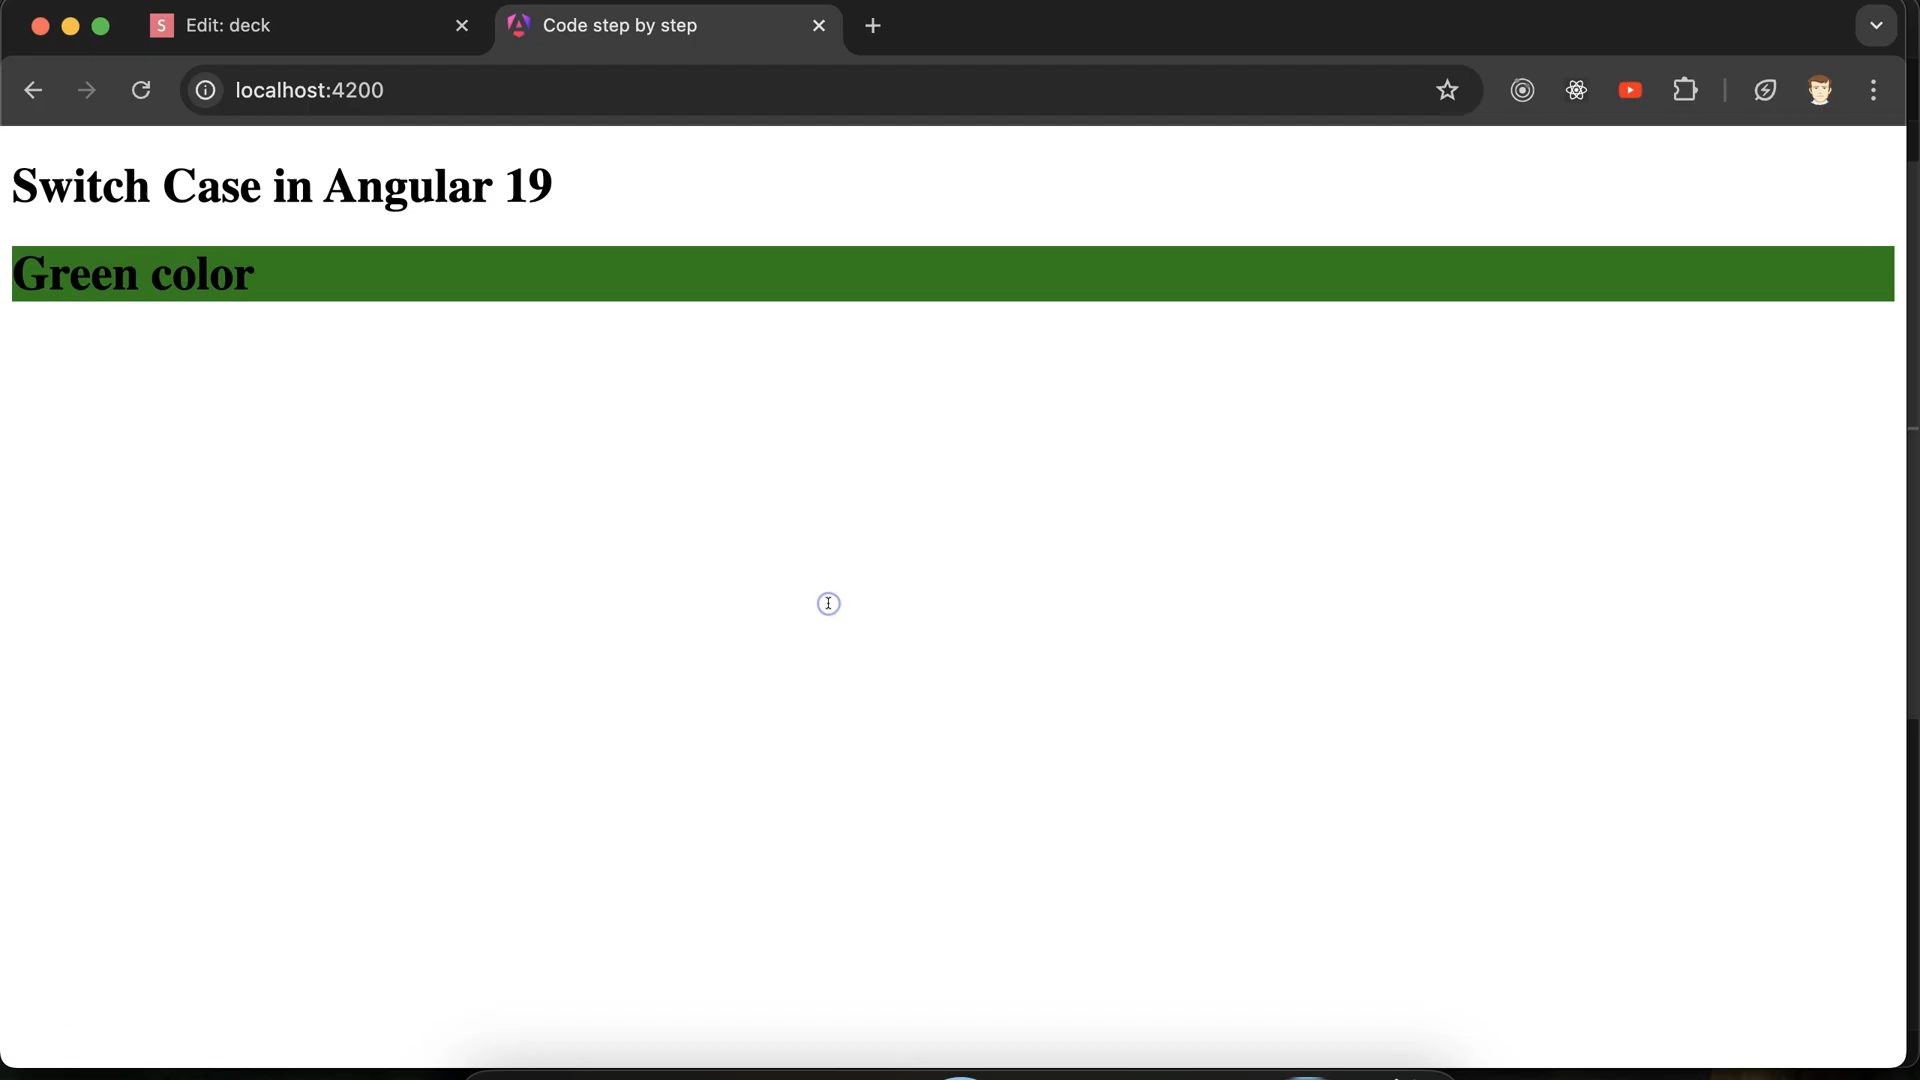 S Edit: deck
Code step by step
localhost:4200
Switch Case in Angular 19
Green color